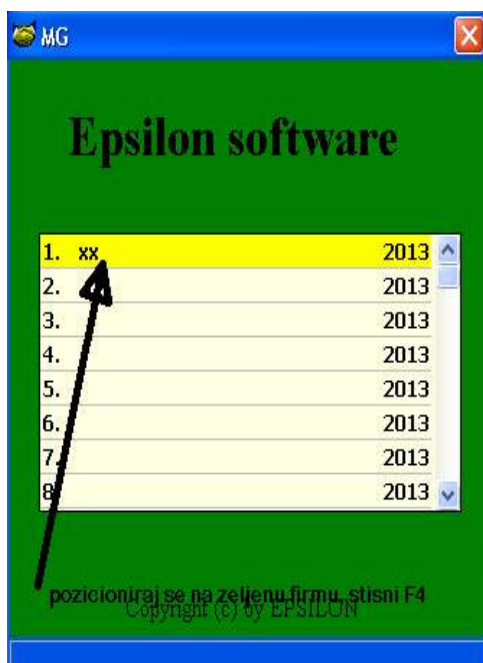 MG
Epsilon software
1. xx 2013
2. 2013
3. 2013
4. 2013
5. 2013
6. 2013
7. 2013
8 2013
pozicioniraj se na zeljenu firmu, stisni F4
Copyright (c) by EPSILON